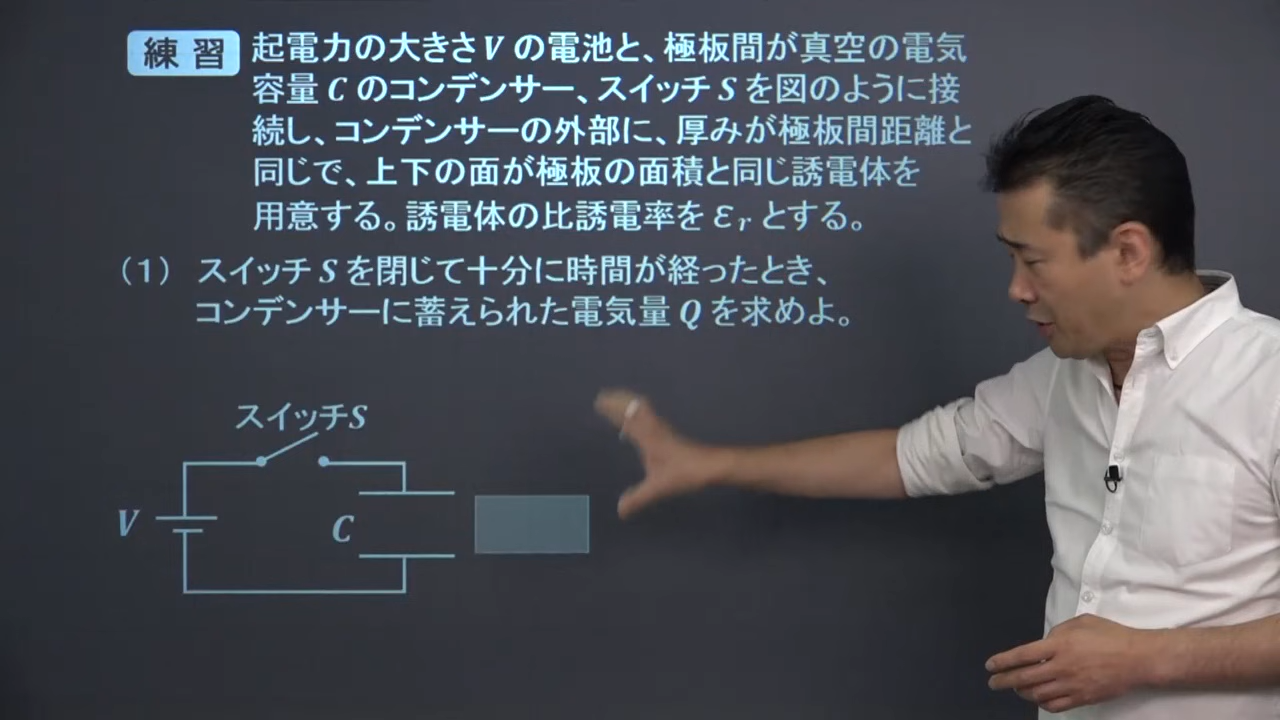 練習 起電力の大きさVの電池と、極板間が真空の電気
容量Cのコンデンサー、スイッチSを図のように接
続し、コンデンサーの外部に、厚みが極板間距離と
同じで、上下の面が極板の面積と同じ誘電体を
用意する。誘電体の比誘電率をεrとする。
（1） スイッチSを閉じて十分に時間が経ったとき、
コンデンサーに蓄えられた電気量Qを求めよ。
スイッチS
V
C